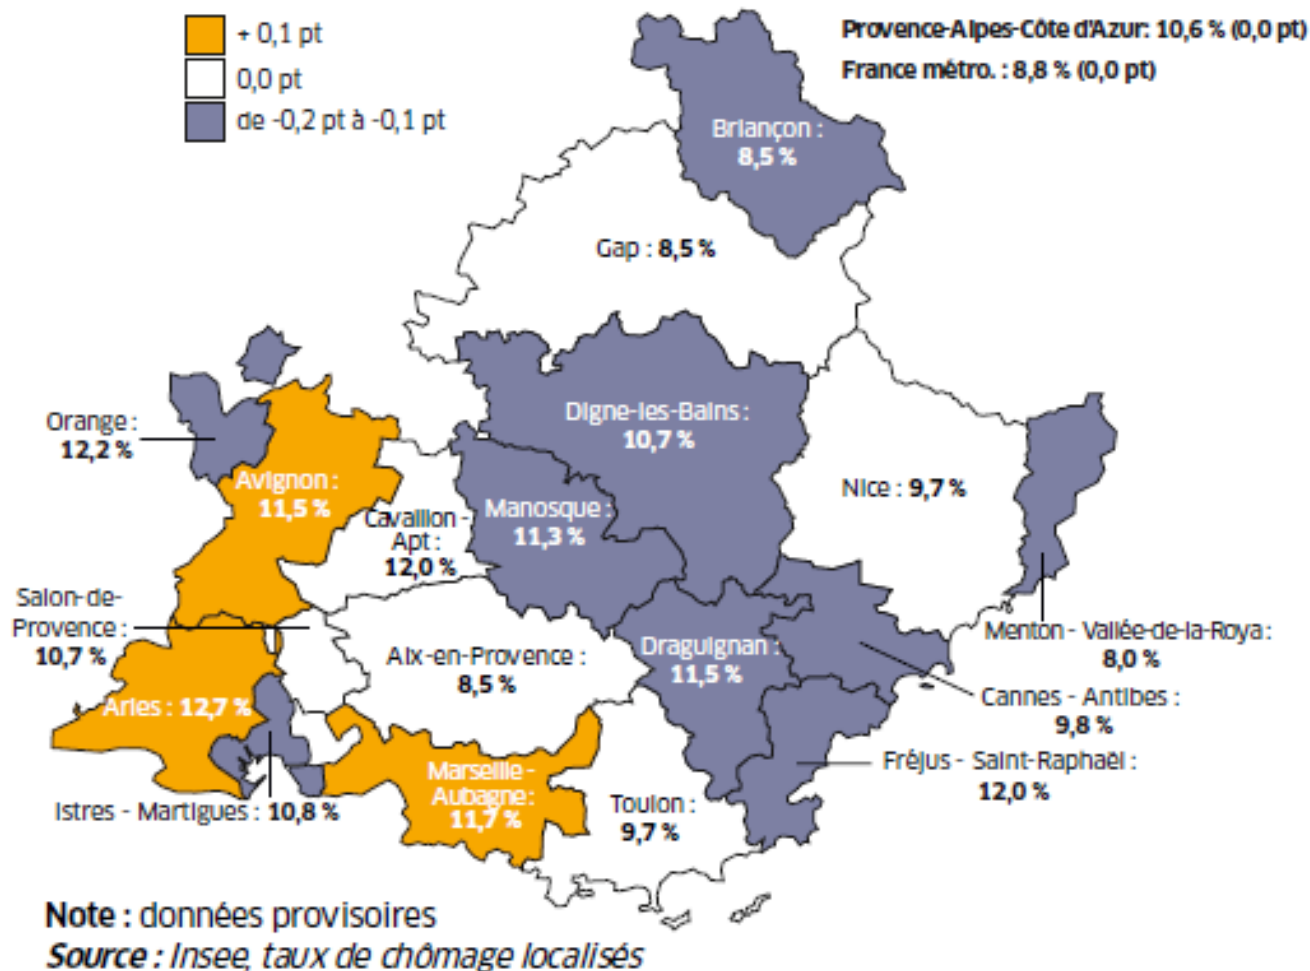 + 0,1 pt
0,0 pt
de -0,2 pt à -0,1 pt
Provence-Alpes-Côte d'Azur: 10,6 % (0,0 pt)
France métro. : 8,8 % (0,0 pt)
Briançon :
8,5 %
Gap : 8,5 %
Orange :
12,2 %
Avignon :
11,5 %
Digne-les-Bains :
10,7 %
Nice : 9,7 %
Manosque :
11,3 %
Cavaillon -
Apt :
12,0 %
Salon-de-
Provence :
10,7 %
Aix-en-Provence :
8,5 %
Draguignan :
11,5 %
Menton - Vallée-de-la-Roya :
8,0 %
Cannes - Antibes :
9,8 %
Arles : 12,7 %
Fréjus - Saint-Raphaël :
12,0 %
Marseille -
Aubagne :
11,7 %
Istres - Martigues : 10,8 %
Toulon :
9,7 %
Note : données provisoires
Source : Insee, taux de chômage localisés